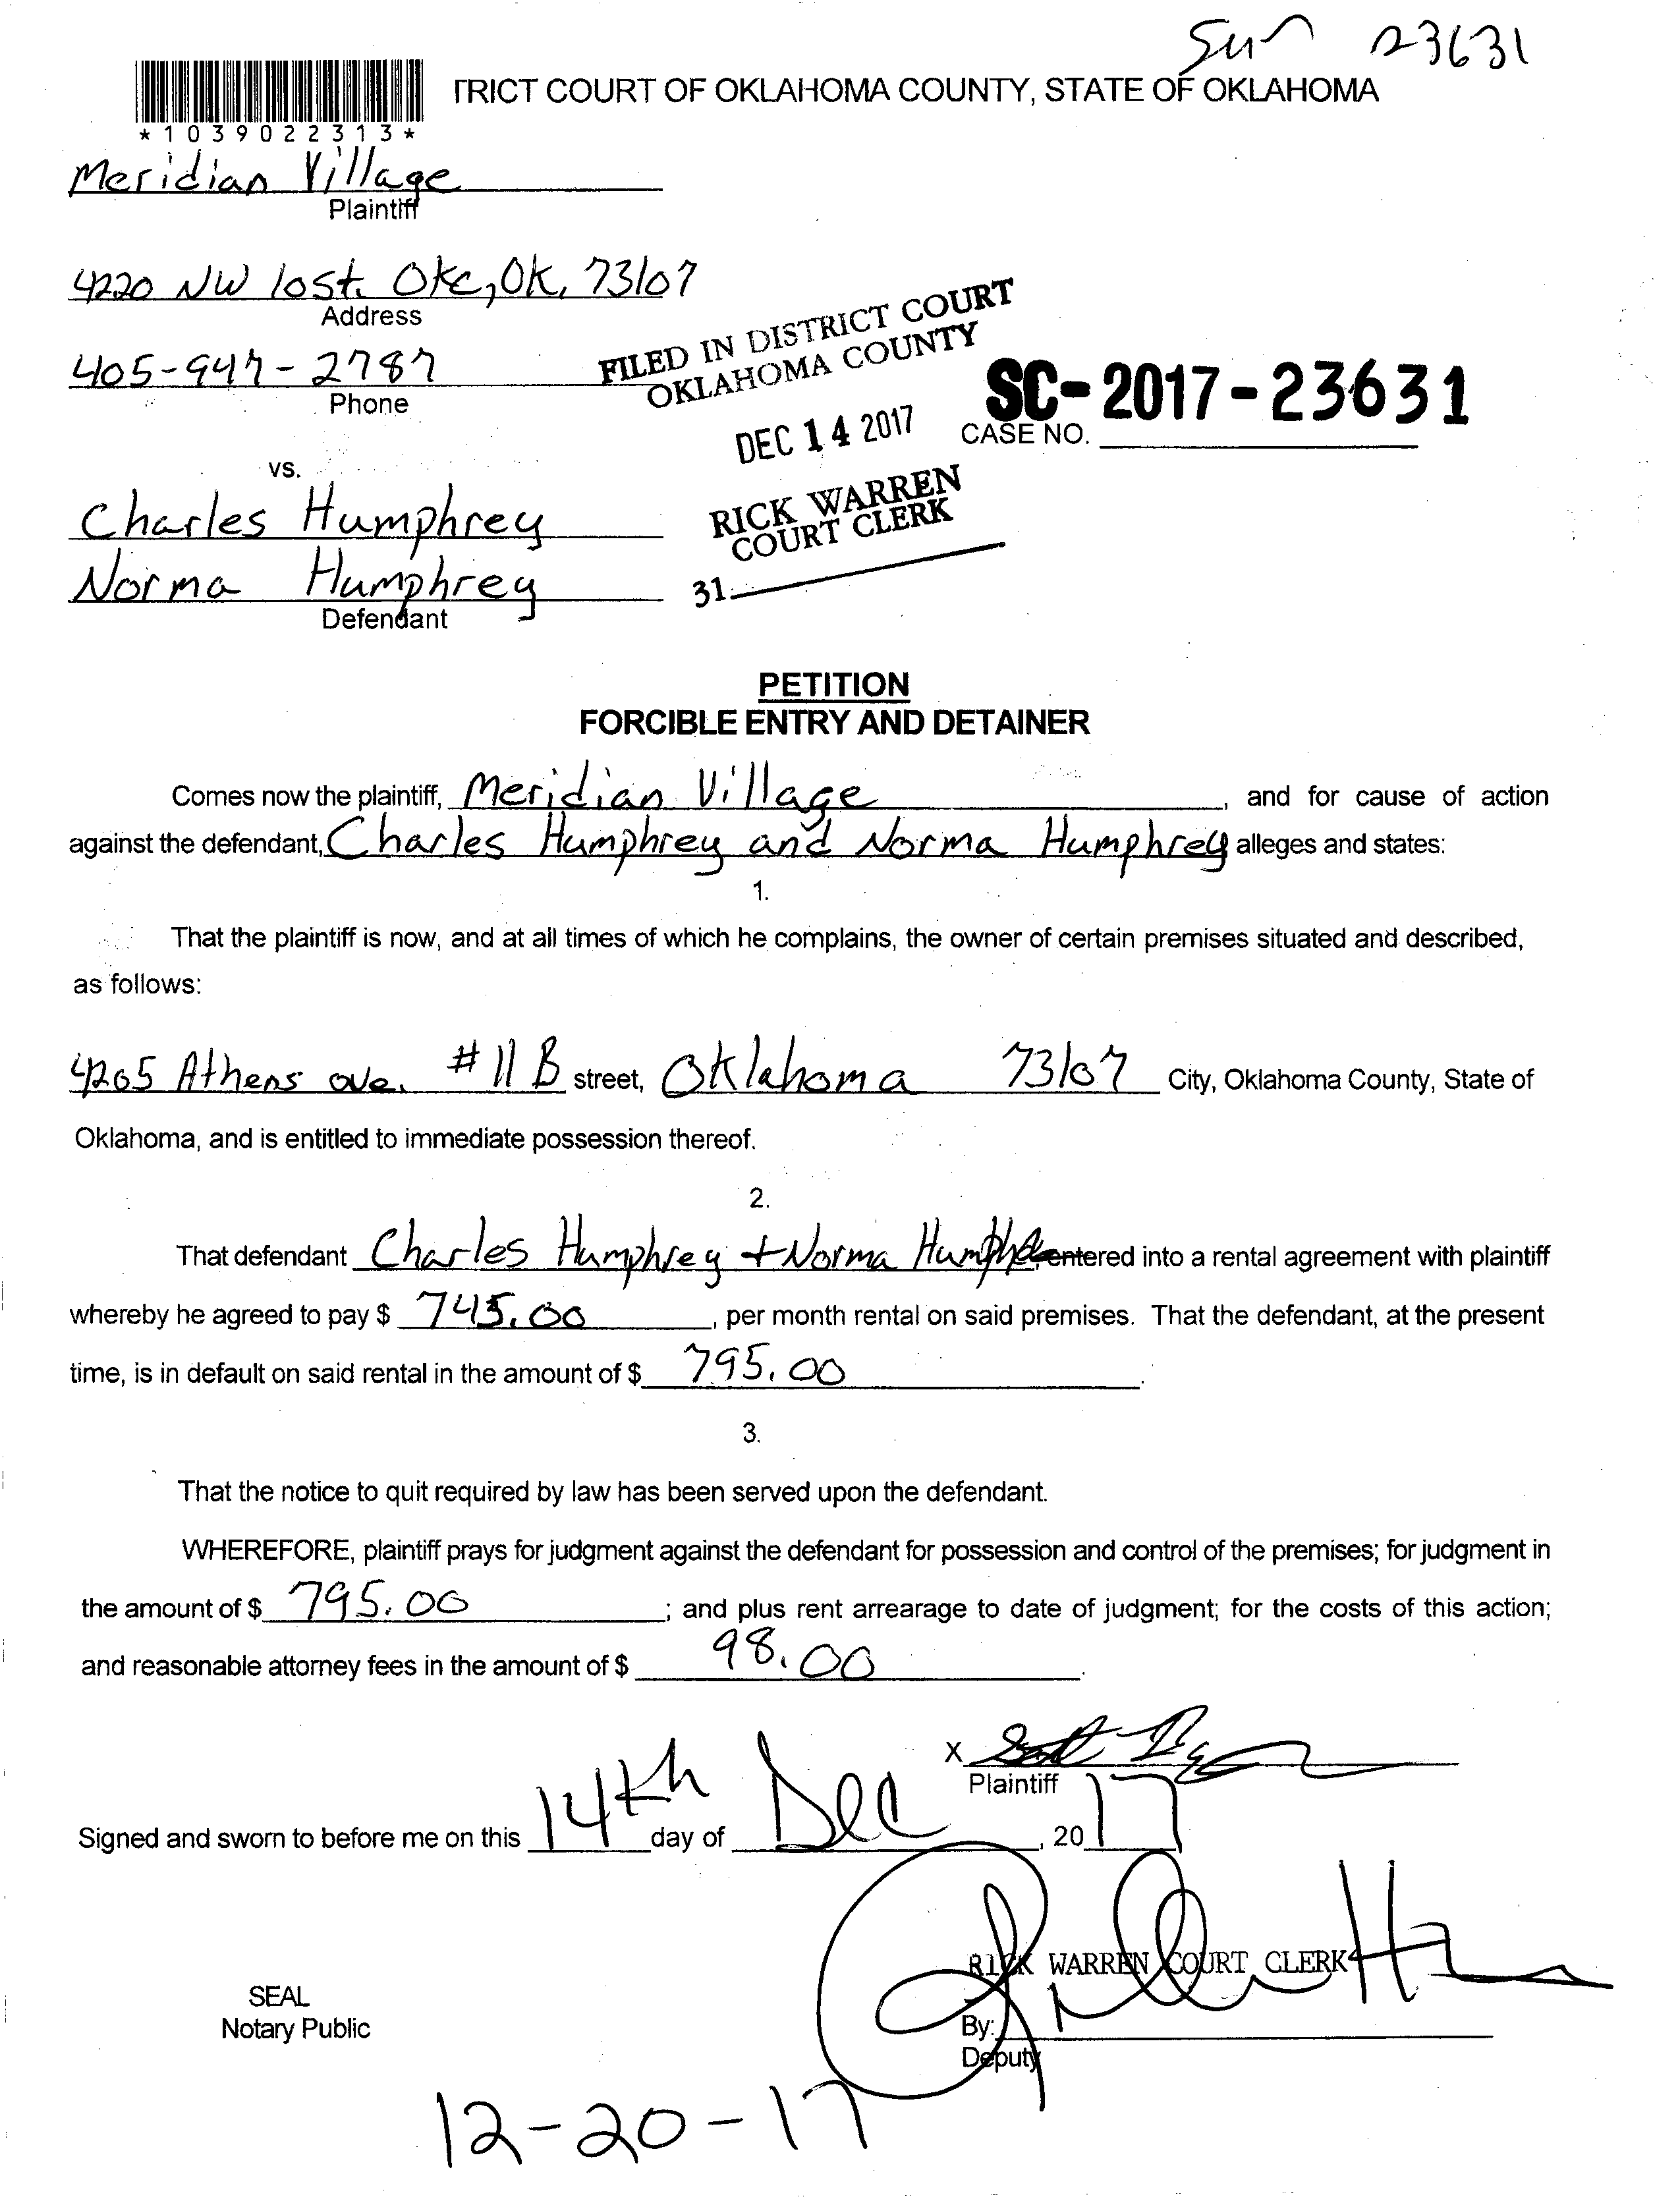 Sum 23631
TRICT COURT OF OKLAHOMA COUNTY, STATE OF OKLAHOMA
*1039022313*
Meridian Village
Plaintiff
4220 NW 10st. Okc, Ok, 73107
Address
405-947-2787
Phone
FILED IN DISTRICT COURT
OKLAHOMA COUNTY
DEC 14 2017
SC-2017-23631
CASE NO.
vs.
RICK WARREN
COURT CLERK
31
Charles Humphrey
Norma Humphrey
Defendant
PETITION
FORCIBLE ENTRY AND DETAINER
Comes now the plaintiff, Meridian Village, and for cause of action
against the defendant, Charles Humphrey and Norma Humphrey alleges and states:
1.
That the plaintiff is now, and at all times of which he complains, the owner of certain premises situated and described,
as follows:
4205 Athens ave. #11B street, Oklahoma 73107 City, Oklahoma County, State of
Oklahoma, and is entitled to immediate possession thereof.
2.
That defendant Charles Humphrey + Norma entered into a rental agreement with plaintiff
whereby he agreed to pay $ 745.00, per month rental on said premises. That the defendant, at the present
time, is in default on said rental in the amount of $ 795.00.
3.
That the notice to quit required by law has been served upon the defendant.
WHEREFORE, plaintiff prays for judgment against the defendant for possession and control of the premises; for judgment in
the amount of $ 795.00; and plus rent arrearage to date of judgment; for the costs of this action;
and reasonable attorney fees in the amount of $ 98.00.
X
Plaintiff
Signed and sworn to before me on this 14th day of Dec, 2017
RICK WARREN COURT CLERK
SEAL
Notary Public
By:
Deputy
12-20-17